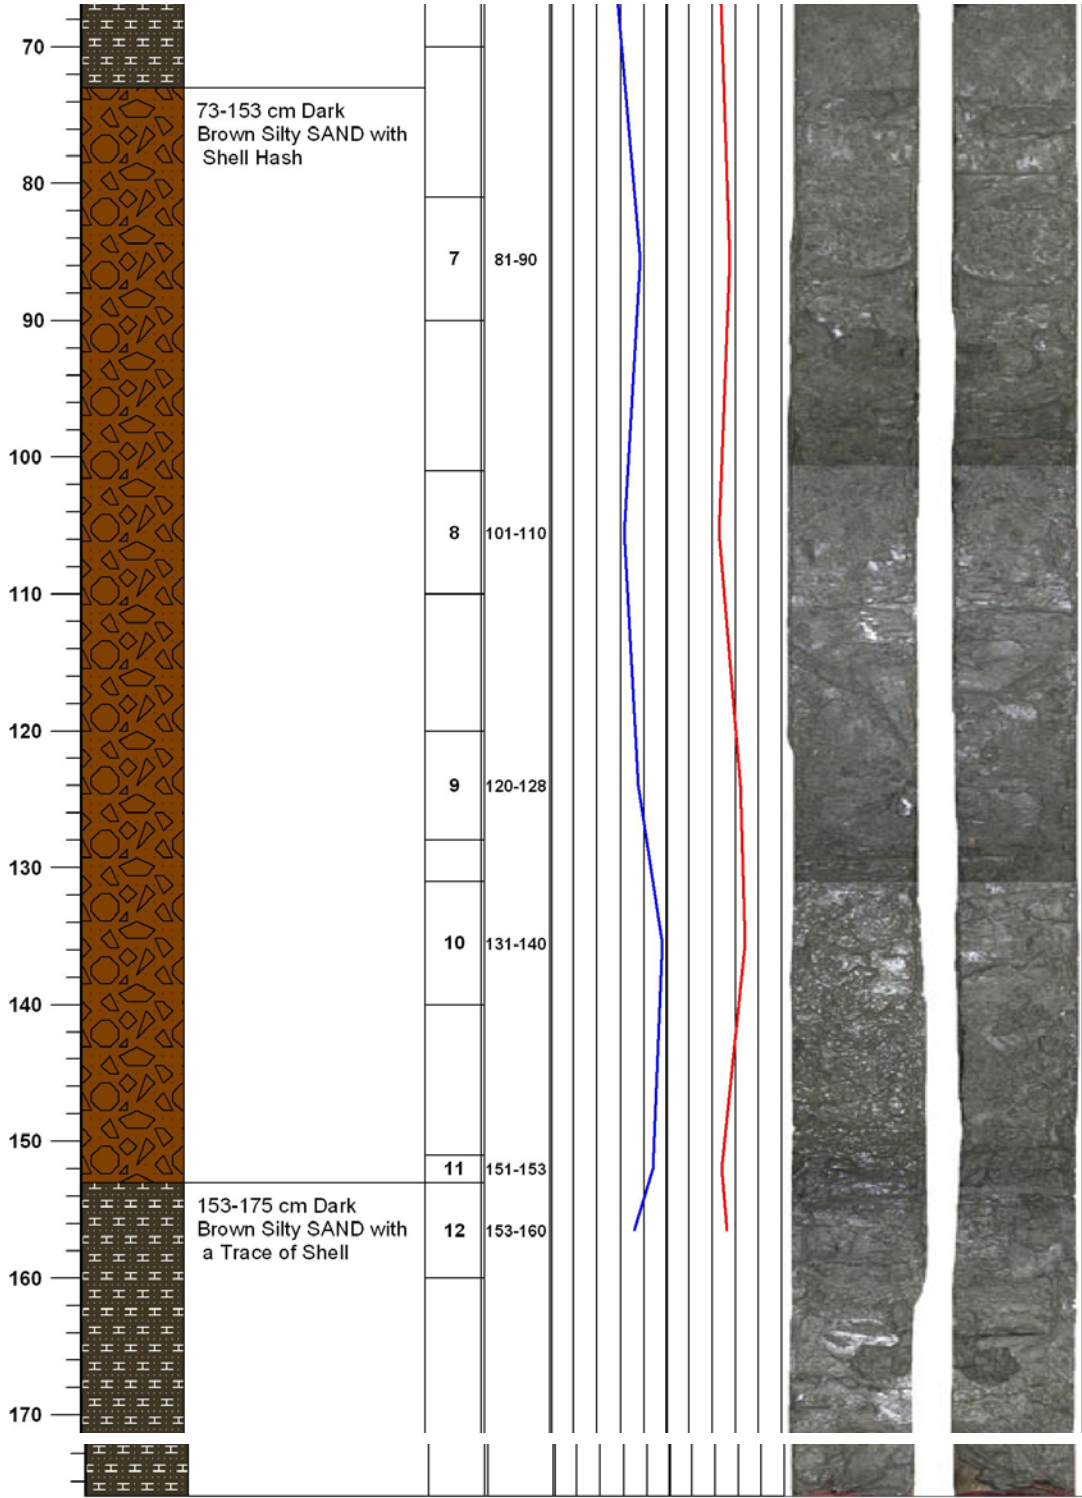 70
73-153 cm Dark
Brown Silty SAND with
Shell Hash
80
7 81-90
90
100
8 101-110
110
120
9 120-128
130
10 131-140
140
150
11 151-153
153-175 cm Dark
Brown Silty SAND with
a Trace of Shell
12 153-160
160
170